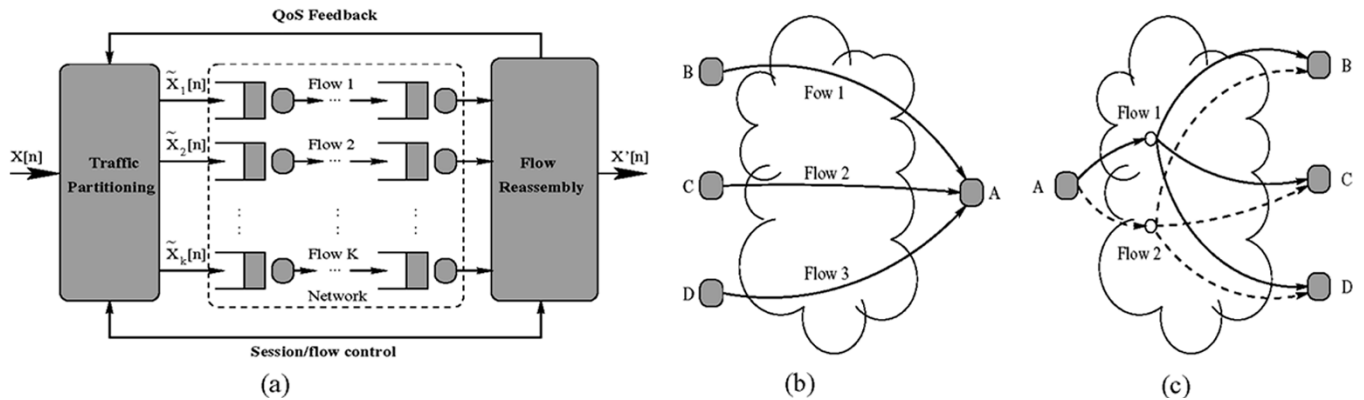 QoS Feedback
X[n]
Traffic
Partitioning
X̃₁[n]
Flow 1
X̃₂[n]
Flow 2
X̃ₖ[n]
Flow K
Network
Flow
Reassembly
X'[n]
Session/flow control
(a)
B
Fow 1
C
Flow 2
A
Flow 3
D
(b)
B
Flow 1
A
C
Flow 2
D
(c)